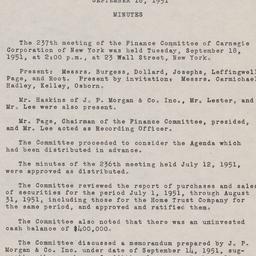 SEPTEMBER 18, 1951
MINUTES
The 237th meeting of the Finance Committee of Carnegie
Corporation of New York was held Tuesday, September 18,
1951, at 2:00 p.m., at 23 Wall Street, New York.
Present: Messrs. Burgess, Dollard, Josephs, Leffingwell
Page, and Root. Present by invitation: Messrs. Carmichael
Hadley, Kelley, Osborn.
Mr. Haskins of J. P. Morgan & Co. Inc., Mr. Lester, and
Mr. Lee were also present.
Mr. Page, Chairman of the Finance Committee, presided,
and Mr. Lee acted as Recording Officer.
The Committee proceeded to consider the Agenda which
had been distributed in advance.
The minutes of the 236th meeting held July 12, 1951,
were approved as distributed.
The Committee reviewed the report of purchases and sales
of securities for the period July 1, 1951, through August
31, 1951, including those for the Home Trust Company for
the same period, and approved and ratified them.
The Committee also noted that there was an uninvested
cash balance of $400,000.
The Committee discussed a memorandum prepared by J. P.
Morgan & Co. Inc. under date of September 14, 1951, sug-